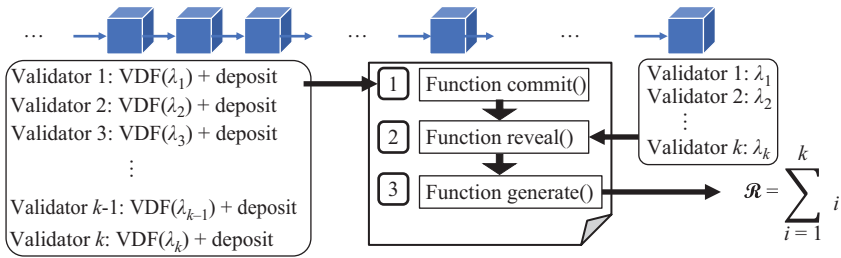 ... ... ... ...
Validator 1: VDF(λ₁) + deposit
Validator 2: VDF(λ₂) + deposit
Validator 3: VDF(λ₃) + deposit
⋮
Validator k-1: VDF(λₖ₋₁) + deposit
Validator k: VDF(λₖ) + deposit
1 Function commit()
2 Function reveal()
3 Function generate()
Validator 1: λ₁
Validator 2: λ₂
⋮
Validator k: λₖ
k
𝓡 = ∑ i
i = 1